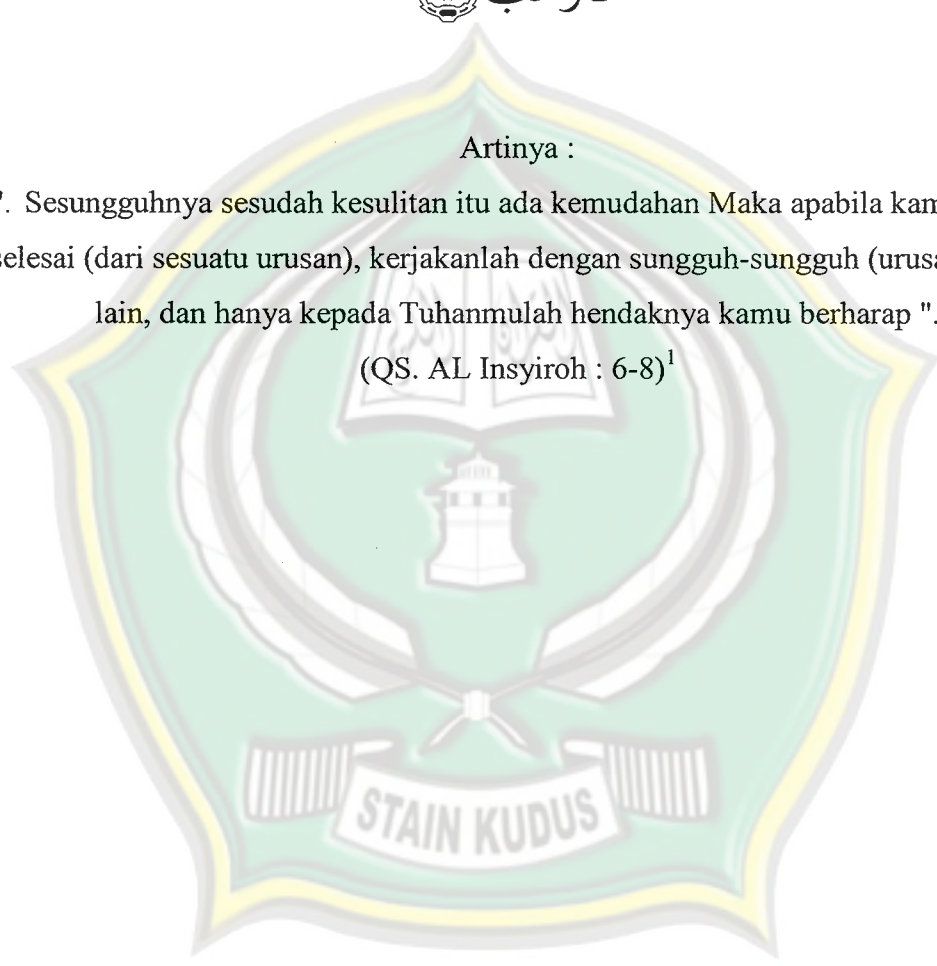 Artinya :
". Sesungguhnya sesudah kesulitan itu ada kemudahan Maka apabila kam
selesai (dari sesuatu urusan), kerjakanlah dengan sungguh-sungguh (urusa
lain, dan hanya kepada Tuhanmulah hendaknya kamu berharap ".
(QS. AL Insyiroh : 6-8)¹
STAIN KUDUS